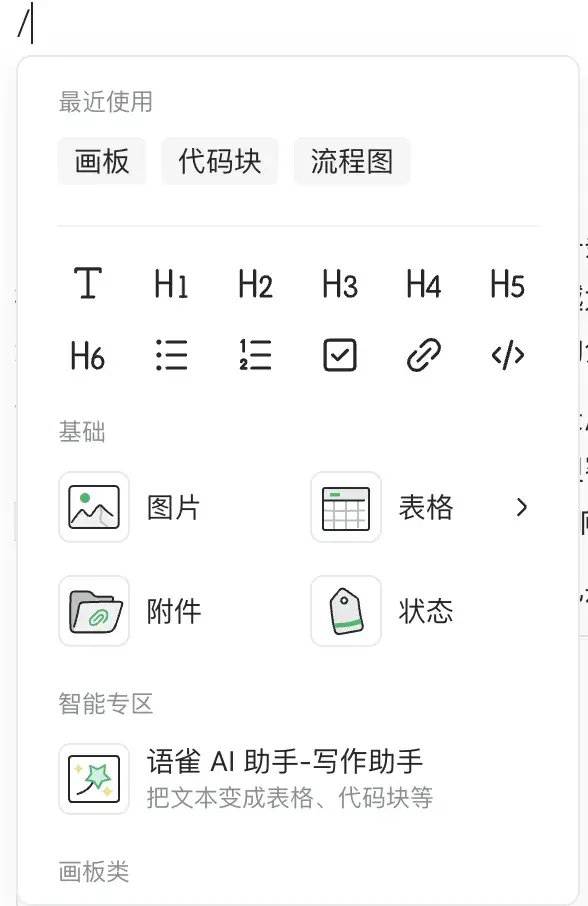 /
最近使用
画板 代码块 流程图
T H1 H2 H3 H4 H5
H6
基础
图片 表格
附件 状态
智能专区
语雀 AI 助手-写作助手
把文本变成表格、代码块等
画板类